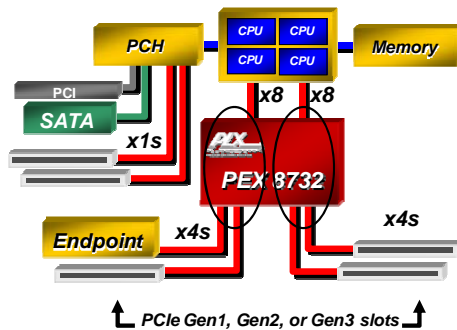 PCH
CPU CPU
CPU CPU
Memory
PCI
SATA
x8 x8
x1s
PLX
PEX 8732
Endpoint
x4s
x4s
PCIe Gen1, Gen2, or Gen3 slots